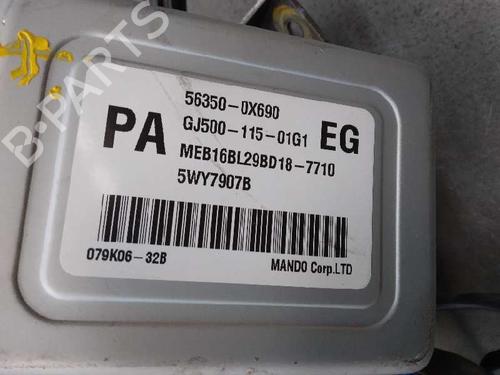 B-PARTS
56350-0X690
PA
GJ500-115-01G1
EG
MEB16BL29BD18-7710
5WY7907B
079K06-32B
MANDO Corp.LTD